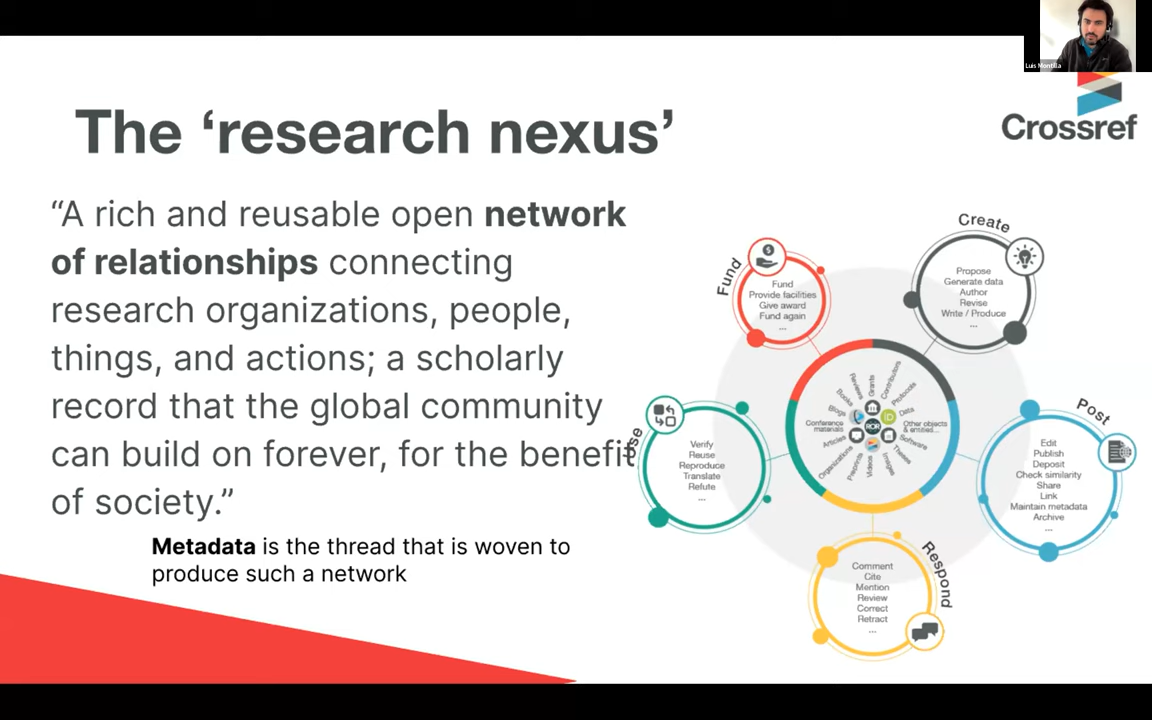 Luis Montilla
Crossref
The ‘research nexus’
“A rich and reusable open network
of relationships connecting
research organizations, people,
things, and actions; a scholarly
record that the global community
can build on forever, for the benefit
of society.”
Metadata is the thread that is woven to
produce such a network
Fund
Fund
Provide facilities
Give award
Fund again
...
Create
Propose
Generate data
Author
Revise
Write / Produce
...
Post
Edit
Publish
Deposit
Check similarity
Share
Link
Maintain metadata
Archive
...
Respond
Comment
Cite
Mention
Review
Correct
Retract
...
se
Verify
Reuse
Reproduce
Translate
Refute
...
Grants
Contributors
Protocols
Data
Other objects
& entities...
Software
Theses
Images
Videos
Preprints
Organizations
Articles
Conference
materials
Blogs
Books
Reviews
iD
ROR